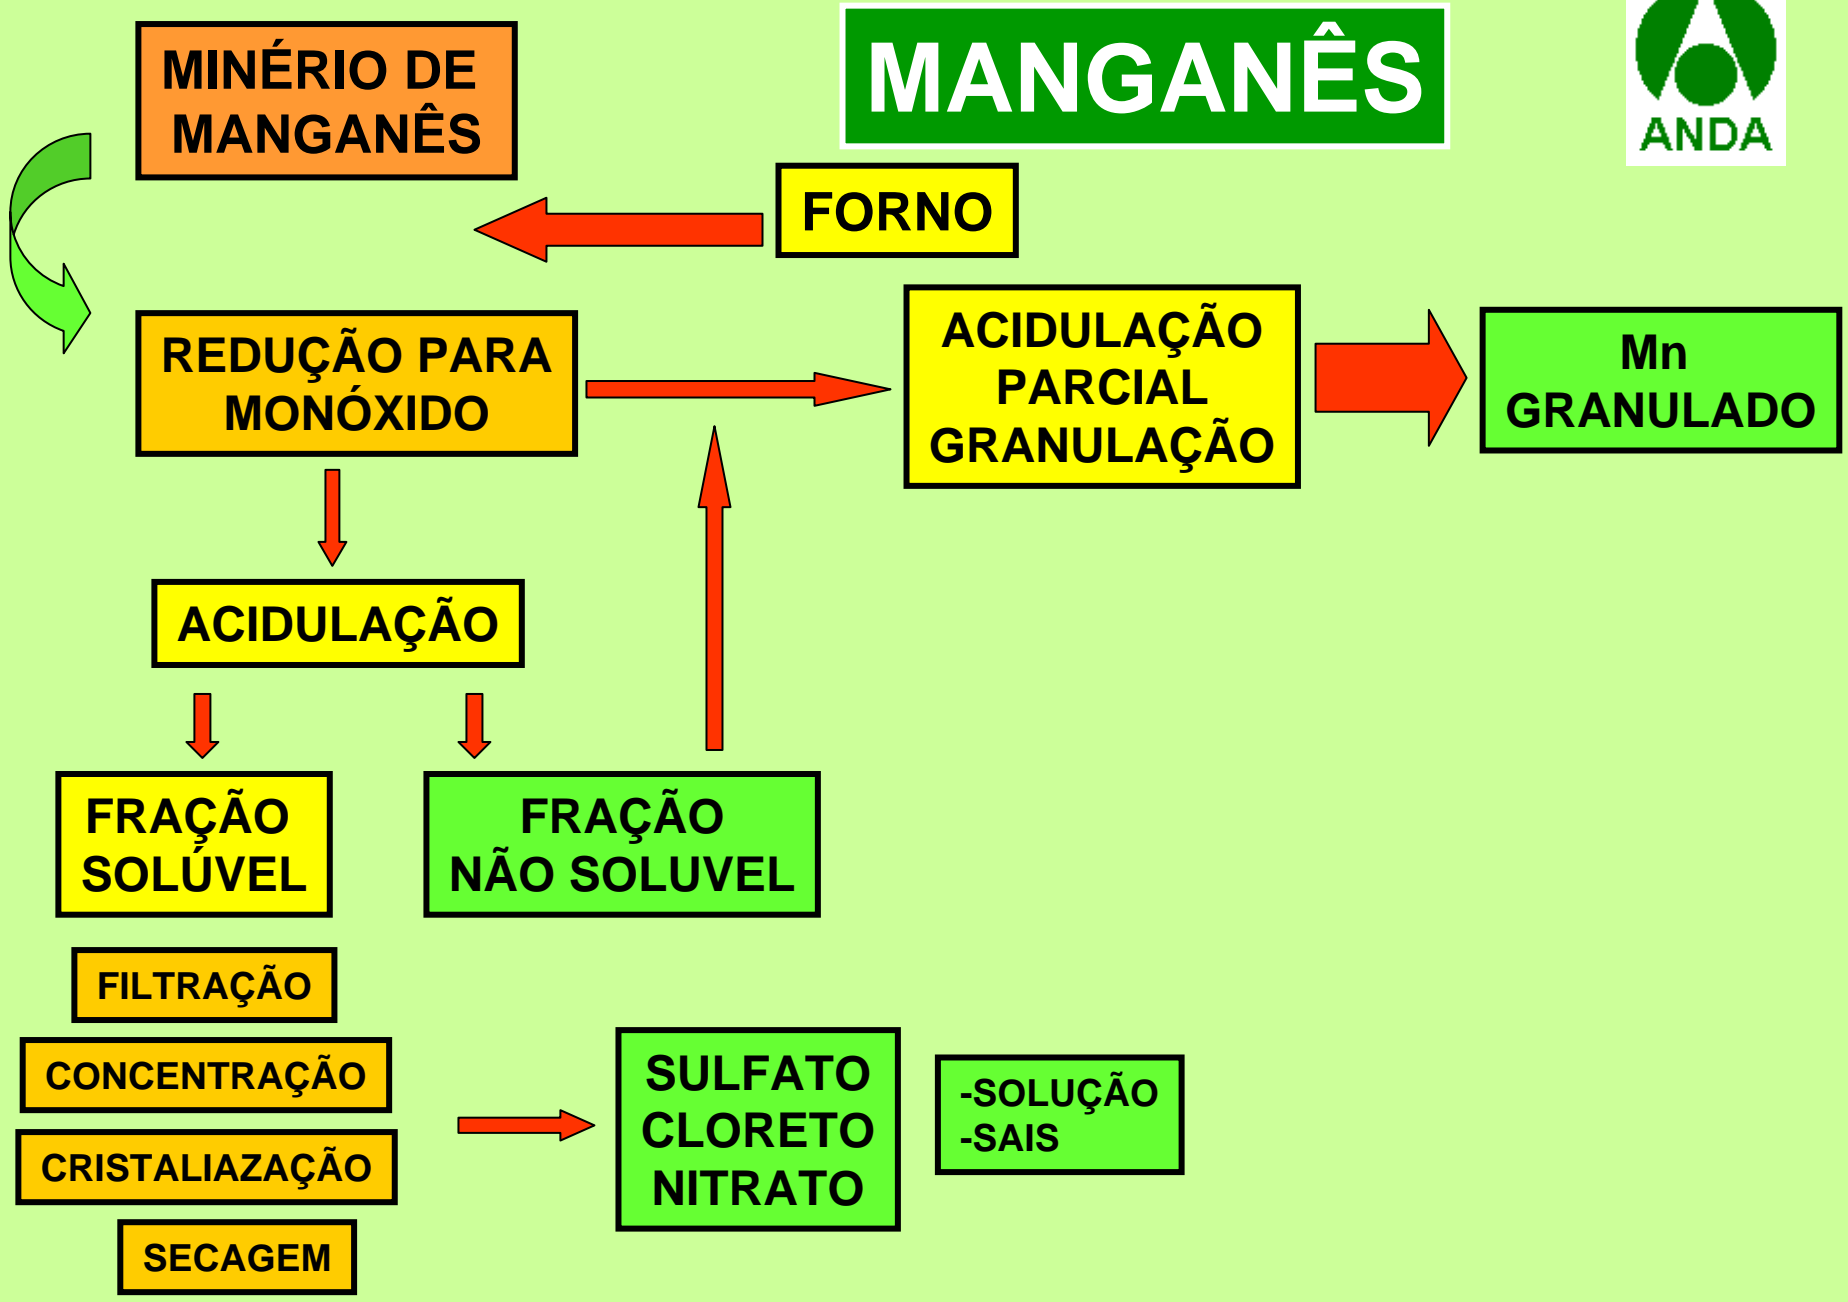 MINÉRIO DE
MANGANÊS
MANGANÊS
ANDA
FORNO
REDUÇÃO PARA
MONÓXIDO
ACIDULAÇÃO
PARCIAL
GRANULAÇÃO
Mn
GRANULADO
ACIDULAÇÃO
FRAÇÃO
SOLÚVEL
FRAÇÃO
NÃO SOLUVEL
FILTRAÇÃO
CONCENTRAÇÃO
CRISTALIAZAÇÃO
SECAGEM
SULFATO
CLORETO
NITRATO
-SOLUÇÃO
-SAIS